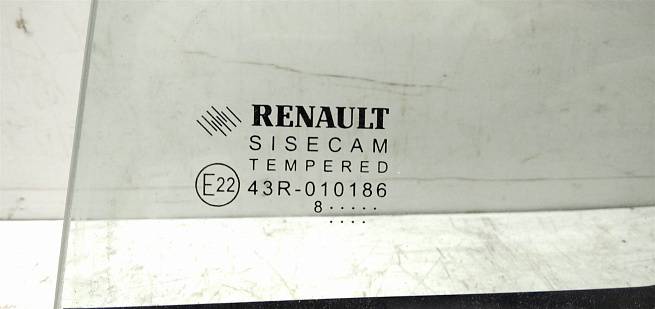 RENAULT
SISECAM
TEMPERED
E22 43R-010186
8 · · · · ·
· · · ·